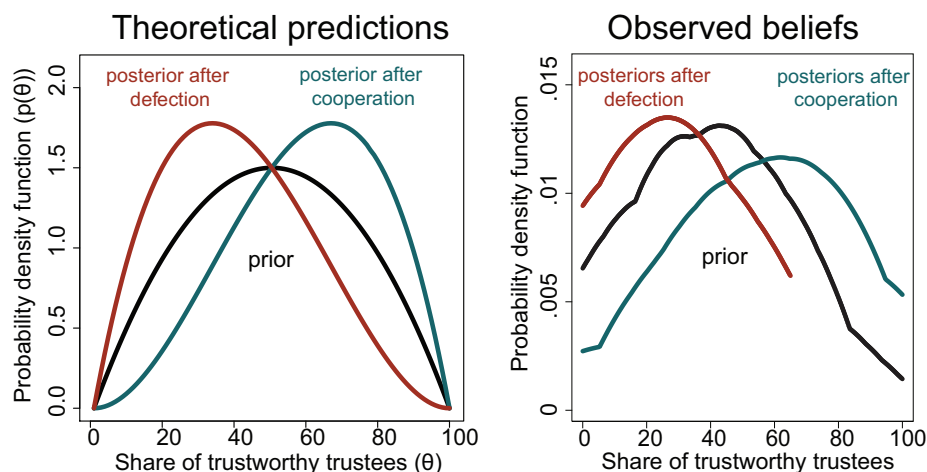 Theoretical predictions
Probability density function (p(θ))
2.0
1.5
1.0
0.5
0.0
posterior after
defection
posterior after
cooperation
prior
0
20
40
60
80
100
Share of trustworthy trustees (θ)
Observed beliefs
Probability density function
.015
.01
.005
0
posteriors after
defection
posteriors after
cooperation
prior
0
20
40
60
80
100
Share of trustworthy trustees